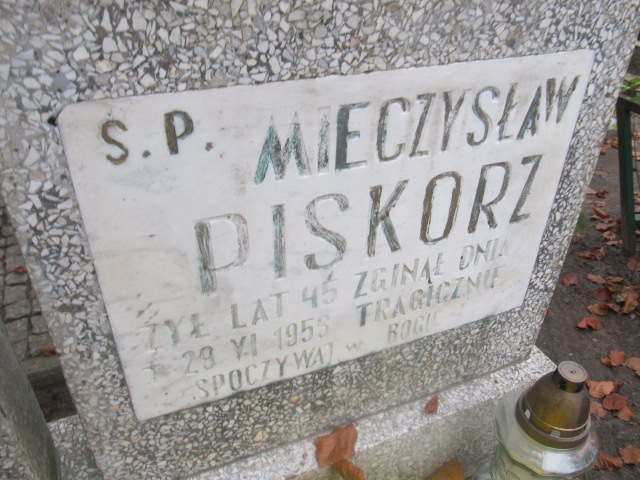 S.P. MIECZYSŁAW
PISKORZ
ŻYŁ LAT 45 ZGINĄŁ DNIA
29 VI 1953 TRAGICZNIE
SPOCZYWAJ w BOGU